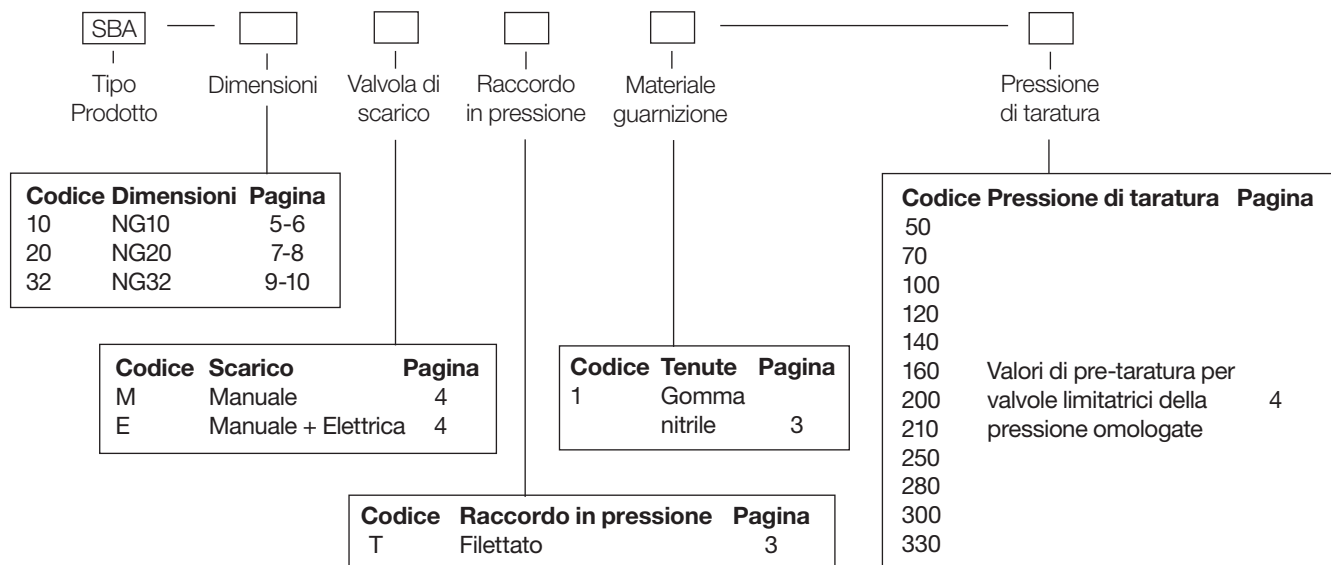 SBA
Tipo Prodotto
Dimensioni
Valvola di scarico
Raccordo in pressione
Materiale guarnizione
Pressione di taratura
Codice Dimensioni Pagina
10 NG10 5-6
20 NG20 7-8
32 NG32 9-10
Codice Scarico Pagina
M Manuale 4
E Manuale + Elettrica 4
Codice Raccordo in pressione Pagina
T Filettato 3
Codice Tenute Pagina
1 Gomma
nitrile 3
Codice Pressione di taratura Pagina
50
70
100
120
140
160 Valori di pre-taratura per
200 valvole limitatrici della 4
210 pressione omologate
250
280
300
330